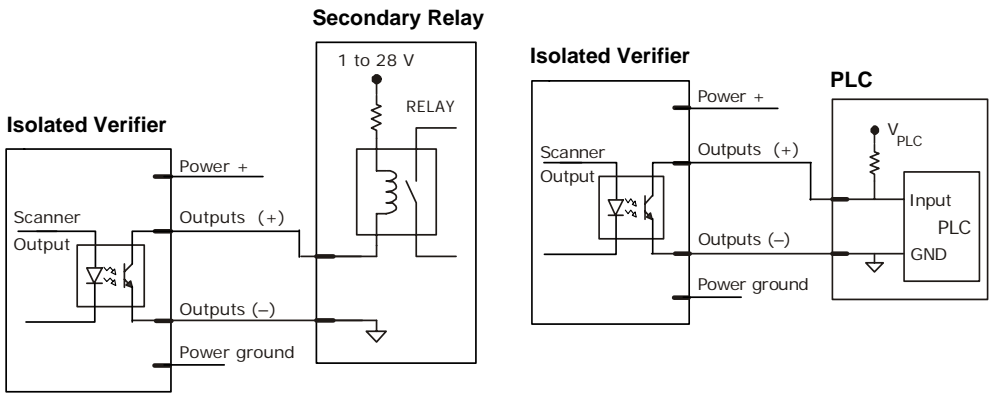 Secondary Relay
1 to 28 V
RELAY
Isolated Verifier
Power +
Scanner
Output
Outputs (+)
Outputs (–)
Power ground
Isolated Verifier
PLC
Power +
Scanner
Output
Outputs (+)
Outputs (–)
Power ground
VPLC
Input
PLC
GND